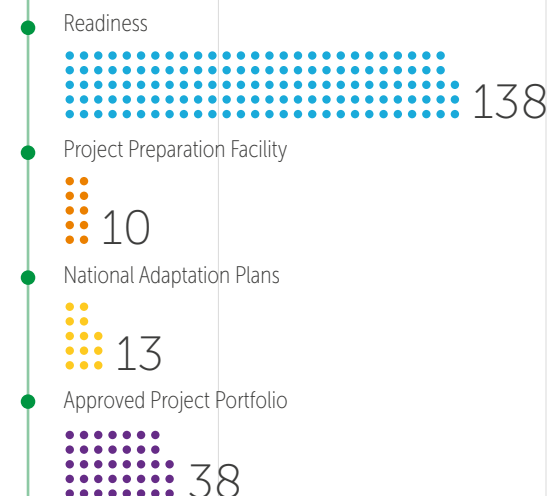 Readiness
138
Project Preparation Facility
10
National Adaptation Plans
13
Approved Project Portfolio
38